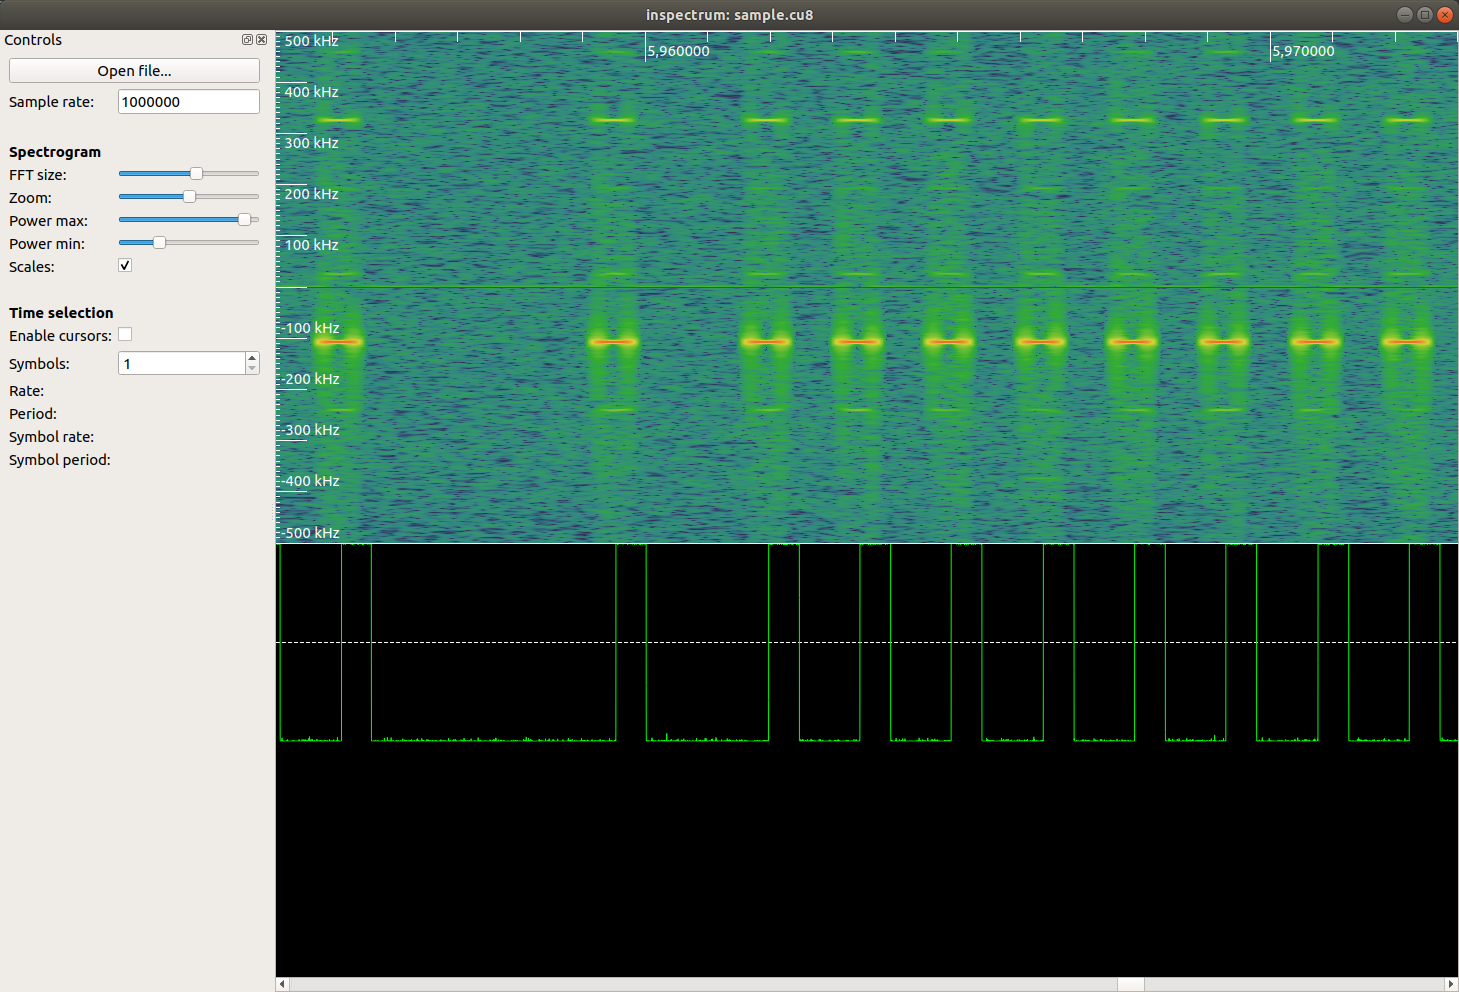 inspectrum: sample.cu8
Controls
Open file...
Sample rate: 1000000
Spectrogram
FFT size:
Zoom:
Power max:
Power min:
Scales:
Time selection
Enable cursors:
Symbols: 1
Rate:
Period:
Symbol rate:
Symbol period:
500 kHz
5,960000
5,970000
400 kHz
300 kHz
200 kHz
100 kHz
-100 kHz
-200 kHz
-300 kHz
-400 kHz
-500 kHz